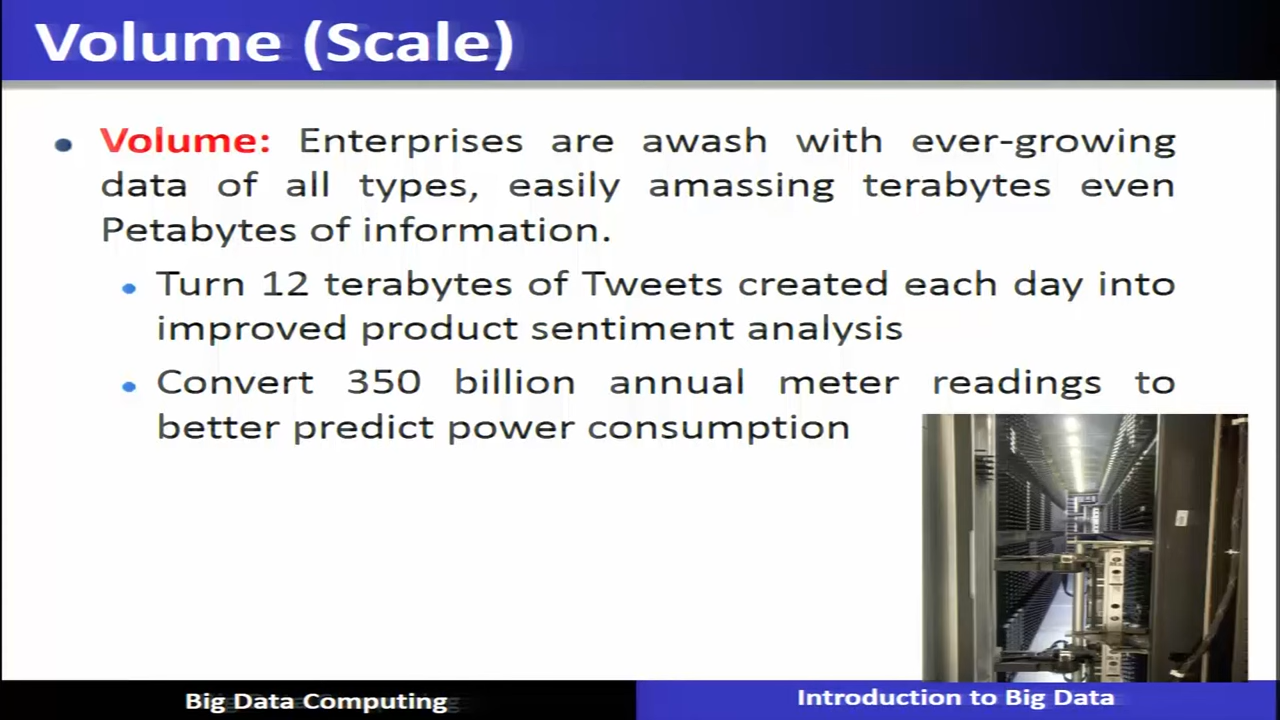 Volume (Scale)
• Volume: Enterprises are awash with ever-growing
data of all types, easily amassing terabytes even
Petabytes of information.
• Turn 12 terabytes of Tweets created each day into
improved product sentiment analysis
• Convert 350 billion annual meter readings to
better predict power consumption
Big Data Computing
Introduction to Big Data